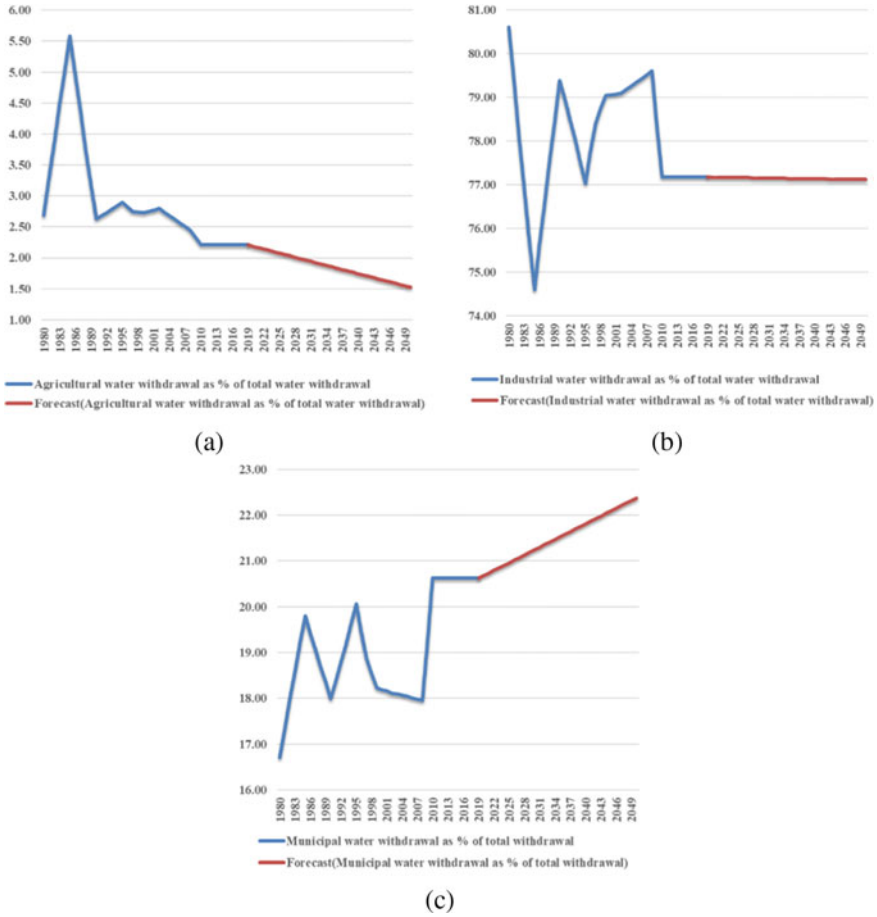 6.00
5.50
5.00
4.50
4.00
3.50
3.00
2.50
2.00
1.50
1.00
1980 1983 1986 1989 1992 1995 1998 2001 2004 2007 2010 2013 2016 2019 2022 2025 2028 2031 2034 2037 2040 2043 2046 2049
Agricultural water withdrawal as % of total water withdrawal
Forecast(Agricultural water withdrawal as % of total water withdrawal)
(a)
81.00
80.00
79.00
78.00
77.00
76.00
75.00
74.00
1980 1983 1986 1989 1992 1995 1998 2001 2004 2007 2010 2013 2016 2019 2022 2025 2028 2031 2034 2037 2040 2043 2046 2049
Industrial water withdrawal as % of total water withdrawal
Forecast(Industrial water withdrawal as % of total water withdrawal)
(b)
23.00
22.00
21.00
20.00
19.00
18.00
17.00
16.00
1980 1983 1986 1989 1992 1995 1998 2001 2004 2007 2010 2013 2016 2019 2022 2025 2028 2031 2034 2037 2040 2043 2046 2049
Municipal water withdrawal as % of total withdrawal
Forecast(Municipal water withdrawal as % of total withdrawal)
(c)